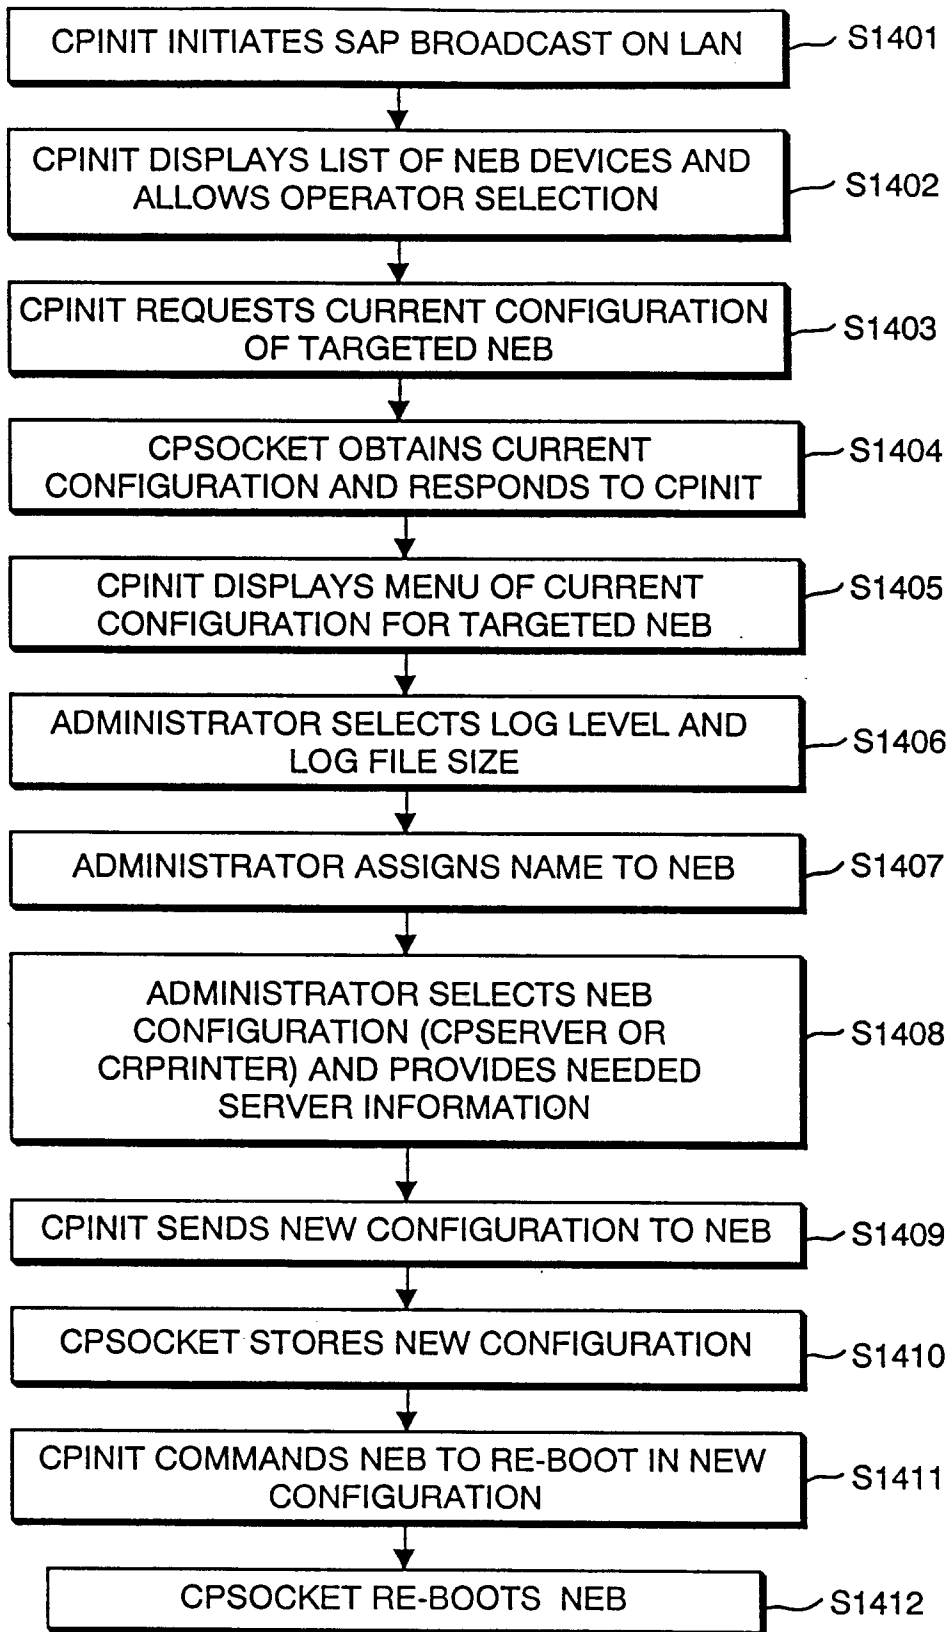 CPINIT INITIATES SAP BROADCAST ON LAN
S1401
CPINIT DISPLAYS LIST OF NEB DEVICES AND
ALLOWS OPERATOR SELECTION
S1402
CPINIT REQUESTS CURRENT CONFIGURATION
OF TARGETED NEB
S1403
CPSOCKET OBTAINS CURRENT
CONFIGURATION AND RESPONDS TO CPINIT
S1404
CPINIT DISPLAYS MENU OF CURRENT
CONFIGURATION FOR TARGETED NEB
S1405
ADMINISTRATOR SELECTS LOG LEVEL AND
LOG FILE SIZE
S1406
ADMINISTRATOR ASSIGNS NAME TO NEB
S1407
ADMINISTRATOR SELECTS NEB
CONFIGURATION (CPSERVER OR
CRPRINTER) AND PROVIDES NEEDED
SERVER INFORMATION
S1408
CPINIT SENDS NEW CONFIGURATION TO NEB
S1409
CPSOCKET STORES NEW CONFIGURATION
S1410
CPINIT COMMANDS NEB TO RE-BOOT IN NEW
CONFIGURATION
S1411
CPSOCKET RE-BOOTS NEB
S1412